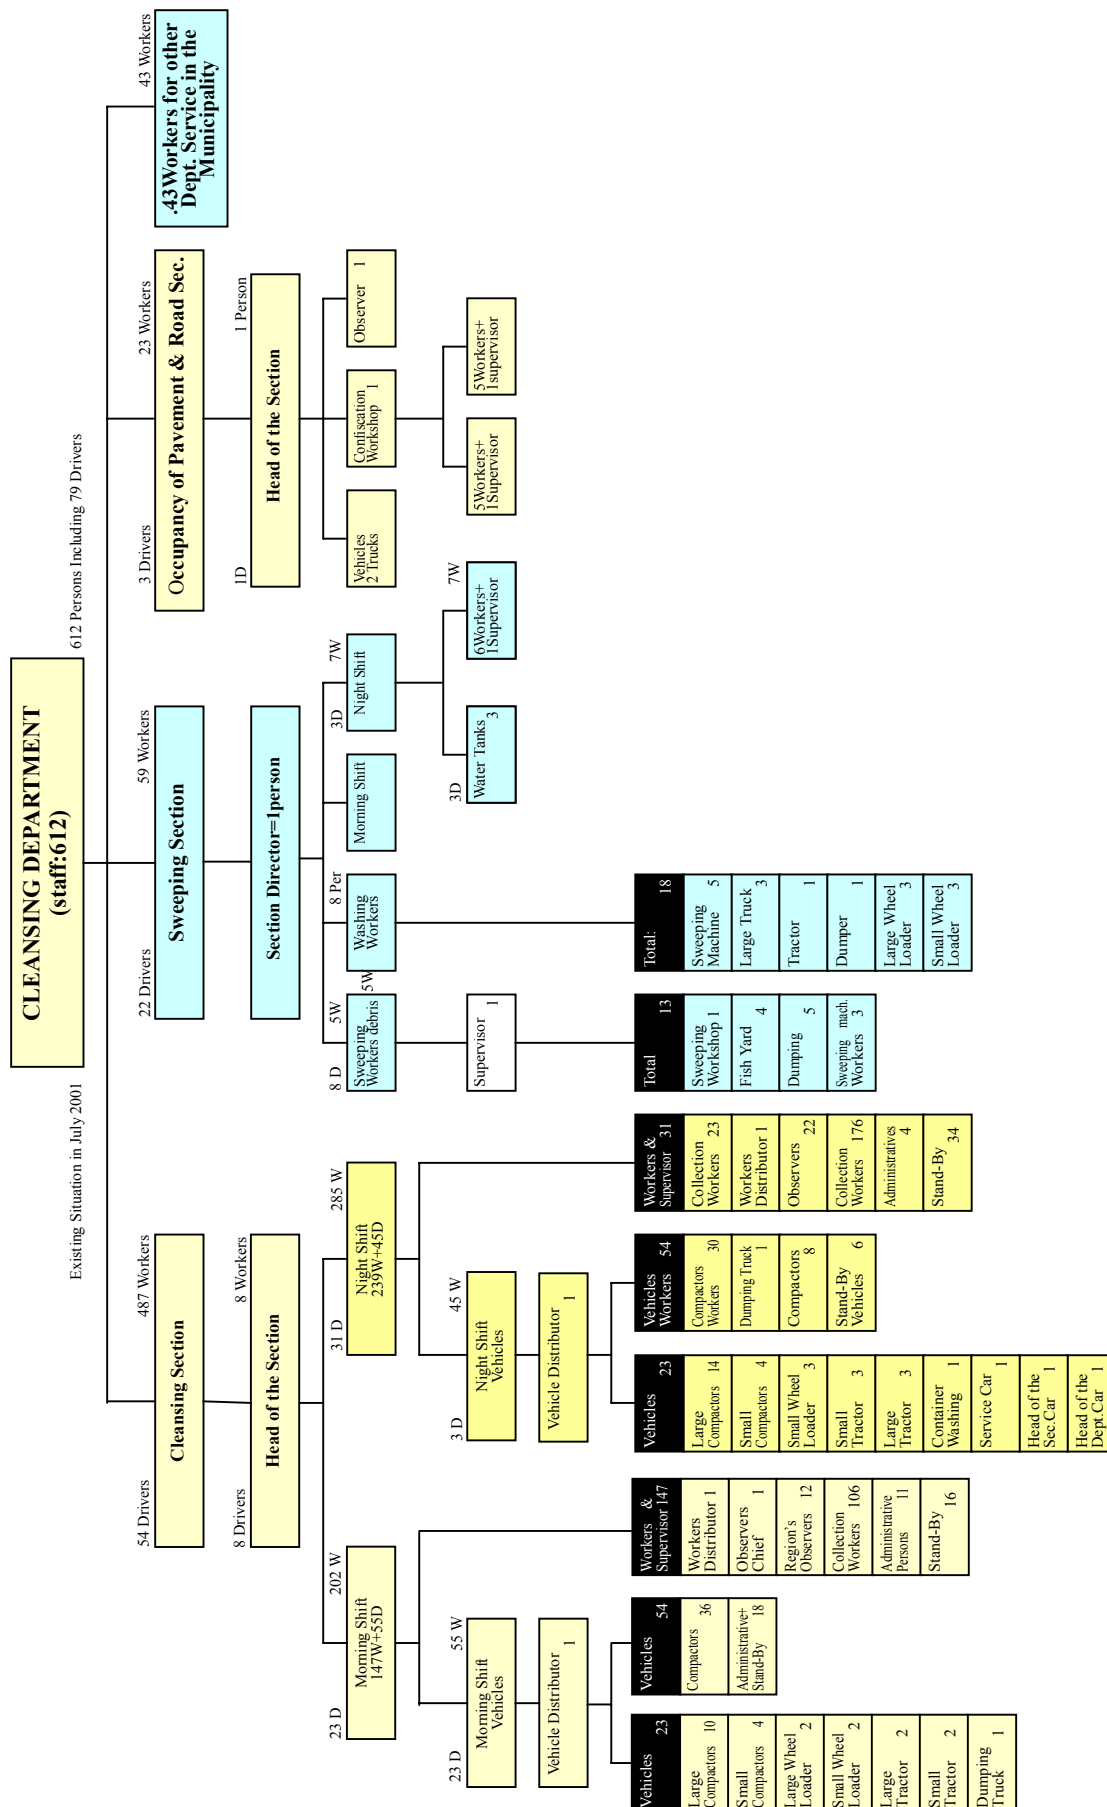 CLEANSING DEPARTMENT
(staff:612)
Existing Situation in July 2001
612 Persons Including 79 Drivers
54 Drivers
487 Workers
Cleansing Section
22 Drivers
59 Workers
Sweeping Section
3 Drivers
23 Workers
Occupancy of Pavement & Road Sec.
43 Workers
.43Workers for other
Dept. Service in the
Municipality
8 Drivers
8 Workers
Head of the Section
Section Director=1person
1D
1 Person
Head of the Section
23 D
202 W
Morning Shift
147W+55D
31 D
285 W
Night Shift
239W+45D
8 D
5W
Sweeping
Workers debris
5W
8 Per
Washing
Workers
Morning Shift
3D
7W
Night Shift
Vehicles
2 Trucks
Confiscation
Workshop 1
Observer 1
23 D
55 W
Morning Shift
Vehicles
3 D
45 W
Night Shift
Vehicles
Supervisor
1
3D
Water Tanks
3
7W
6Workers+
1Supervisor
5Workers+
1Supervisor
5Workers+
1supervisor
Vehicle Distributor
1
Vehicle Distributor
1
Vehicles 23
Large
Compactors 10
Small
Compactors 4
Large Wheel
Loader 2
Small Wheel
Loader 2
Large
Tractor 2
Small
Tractor 2
Dumping
Truck 1
Vehicles 54
Compactors
36
Administrative+
Stand-By 18
Workers &
Supervisor 147
Workers
Distributor 1
Observers
Chief 1
Region's
Observers 12
Collection
Workers 106
Administrative
Persons 11
Stand-By
16
Vehicles 23
Large
Compactors 14
Small
Compactors 4
Small Wheel
Loader 3
Small
Tractor 3
Large
Tractor 3
Container
Washing 1
Service Car 1
Head of the
Sec.Car 1
Head of the
Dept.Car 1
Vehicles
Workers 54
Compactors
Workers 30
Dumping Truck
1
Compactors
8
Stand-By
Vehicles 6
Workers &
Supervisor 31
Collection
Workers 23
Workers
Distributor 1
Observers
22
Collection
Workers 176
Administratives
4
Stand-By
34
Total 13
Sweeping
Workshop 1
Fish Yard
4
Dumping
5
Sweeping mach.
Workers 3
Total: 18
Sweeping
Machine 5
Large Truck
3
Tractor
1
Dumper
1
Large Wheel
Loader 3
Small Wheel
Loader 3